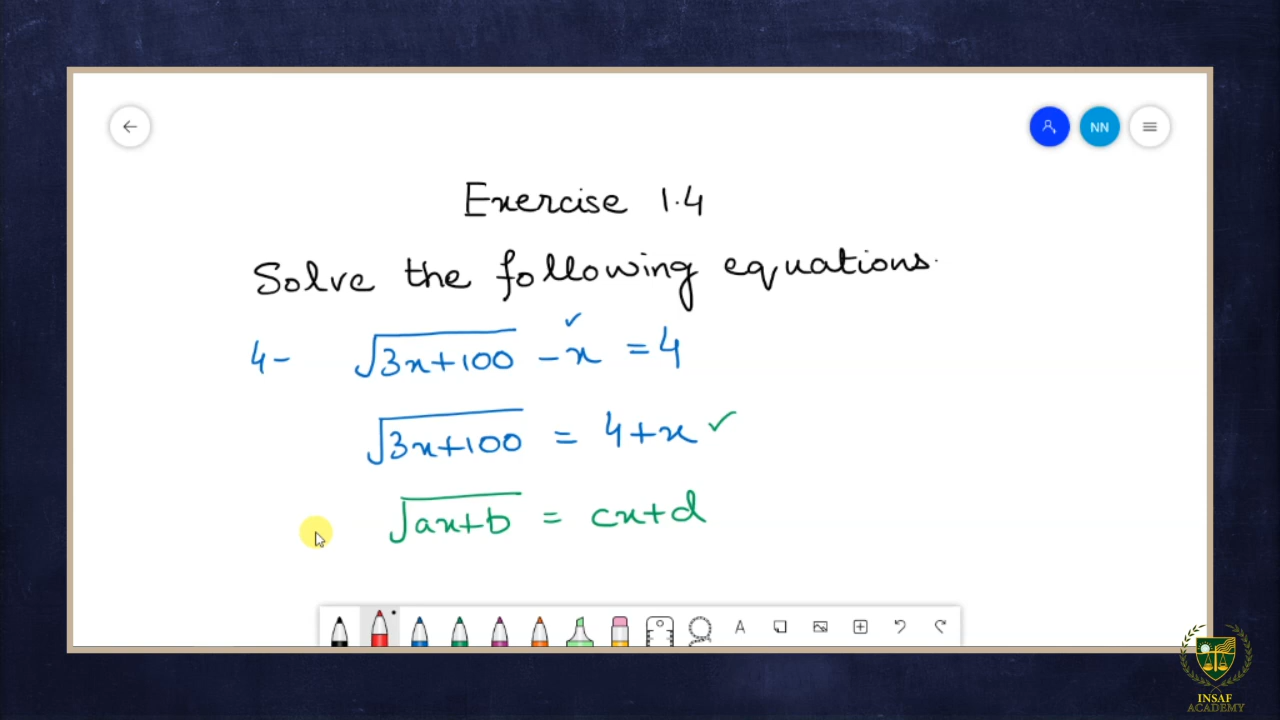 NN
Exercise 1.4
Solve the following equations.
4- √3x+100 - x = 4
√3x+100 = 4+x ✓
√ax+b = cx+d
A
INSAF
ACADEMY